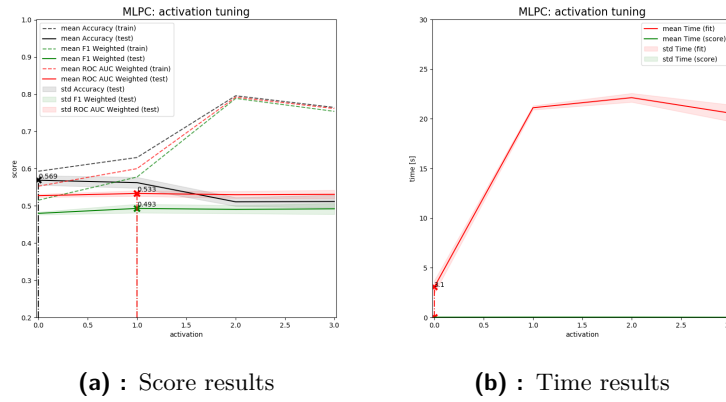 MLPC: activation tuning
1.0
0.9
0.8
0.7
0.6
0.5
0.4
0.3
0.2
score
mean Accuracy (train)
mean Accuracy (test)
mean F1 Weighted (train)
mean F1 Weighted (test)
mean ROC AUC Weighted (train)
mean ROC AUC Weighted (test)
std Accuracy (test)
std F1 Weighted (test)
std ROC AUC Weighted (test)
0.569
0.533
0.493
0.0 0.5 1.0 1.5 2.0 2.5 3.0
activation
MLPC: activation tuning
30
25
20
15
10
5
0
time [s]
mean Time (fit)
mean Time (score)
std Time (fit)
std Time (score)
3.1
0.0 0.5 1.0 1.5 2.0 2.5
activation
(a) : Score results
(b) : Time results